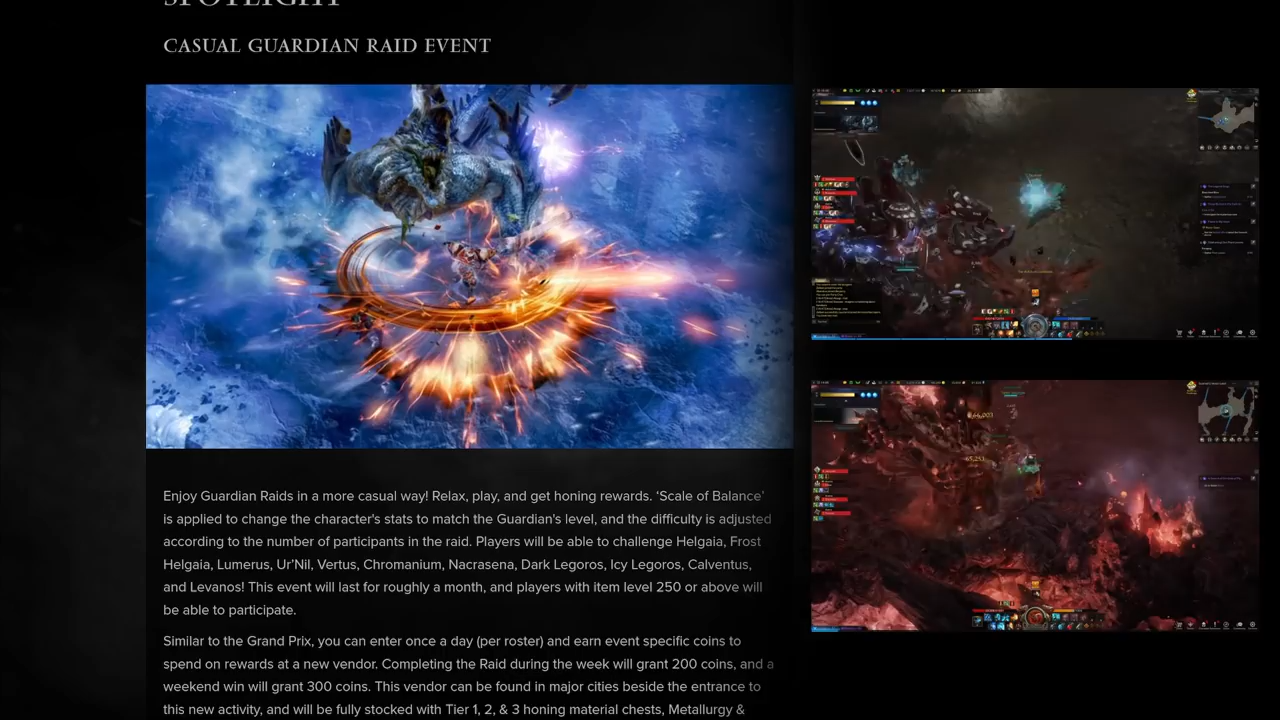 SPOTLIGHT
CASUAL GUARDIAN RAID EVENT
Enjoy Guardian Raids in a more casual way! Relax, play, and get honing rewards. ‘Scale of Balance’
is applied to change the character's stats to match the Guardian's level, and the difficulty is adjusted
according to the number of participants in the raid. Players will be able to challenge Helgaia, Frost
Helgaia, Lumerus, Ur’Nil, Vertus, Chromanium, Nacrasena, Dark Legoros, Icy Legoros, Calventus,
and Levanos! This event will last for roughly a month, and players with item level 250 or above will
be able to participate.
Similar to the Grand Prix, you can enter once a day (per roster) and earn event specific coins to
spend on rewards at a new vendor. Completing the Raid during the week will grant 200 coins, and a
weekend win will grant 300 coins. This vendor can be found in major cities beside the entrance to
this new activity, and will be fully stocked with Tier 1, 2, & 3 honing material chests, Metallurgy &